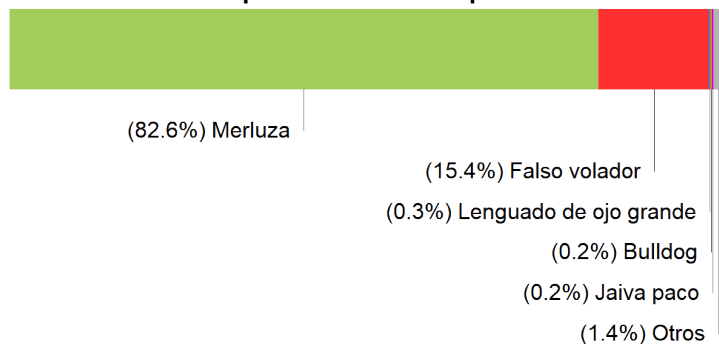 (82.6%) Merluza
(15.4%) Falso volador
(0.3%) Lenguado de ojo grande
(0.2%) Bulldog
(0.2%) Jaiva paco
(1.4%) Otros